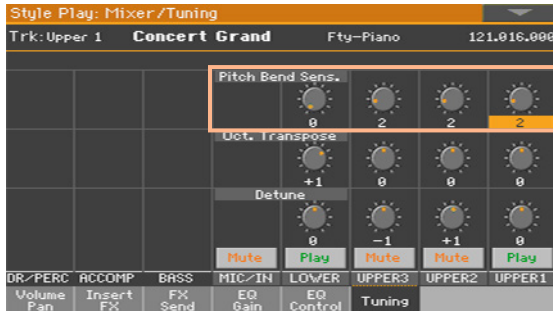 Style Play: Mixer/Tuning
Trk: Upper 1 Concert Grand Fty-Piano 121.016.000
Pitch Bend Sens.
0 2 2 2
Oct. Transpose
+1 0 0 0
Detune
0 -1 +1 0
Mute Play Mute Mute Play
DR/PERC ACCOMP BASS MIC/IN LOWER UPPER3 UPPER2 UPPER1
Volume Pan Insert FX FX Send EQ Gain EQ Control Tuning